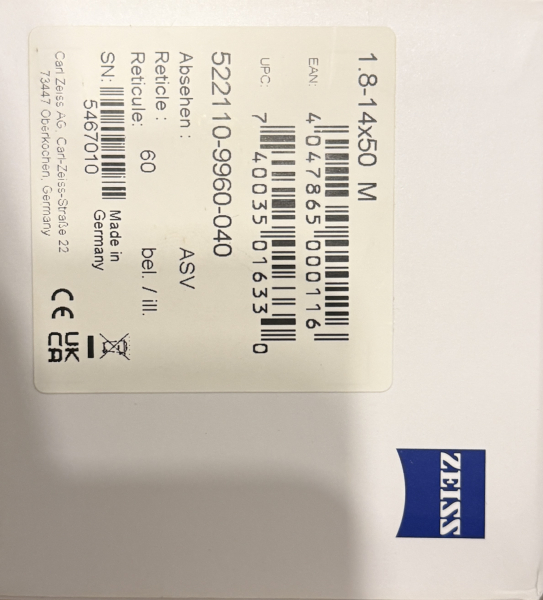 1.8-14x50 M
EAN:
4 047865 000116
UPC:
7 40035 01633 0
522110-9960-040
Absehen : ASV
Reticle :
Reticule: 60 bel. / ill.
SN:
5467010
Made in
Germany
Carl Zeiss AG, Carl-Zeiss-Straße 22
73447 Oberkochen, Germany
CE
UK
CA
ZEISS